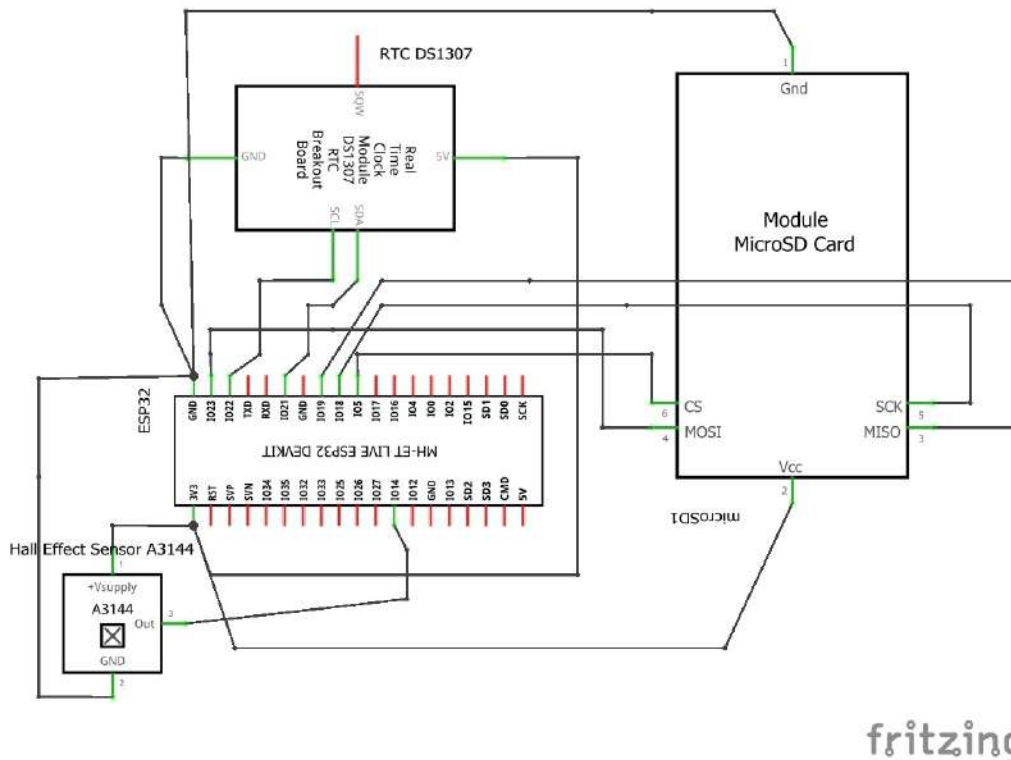 RTC DS1307
SQW
Real
Time
Clock
Module
DS1307
RTC
Breakout
Board
GND
5V
SCL
SDA
1
Gnd
Module
MicroSD Card
CS
6
MOSI
4
SCK
5
MISO
3
Vcc
2
microSD1
ESP32
GND
IO23
IO22
TXD
RXD
IO21
GND
IO19
IO18
IO5
IO17
IO16
IO4
IO0
IO2
IO15
SD1
SD0
SCK
MH-ET LIVE ESP32 DEVKIT
3V3
RST
SVP
SVN
IO34
IO35
IO32
IO33
IO25
IO26
IO27
IO14
IO12
GND
IO13
SD2
SD3
CMD
5V
Hall Effect Sensor A3144
1
+Vsupply
A3144
Out
3
GND
2
fritzing